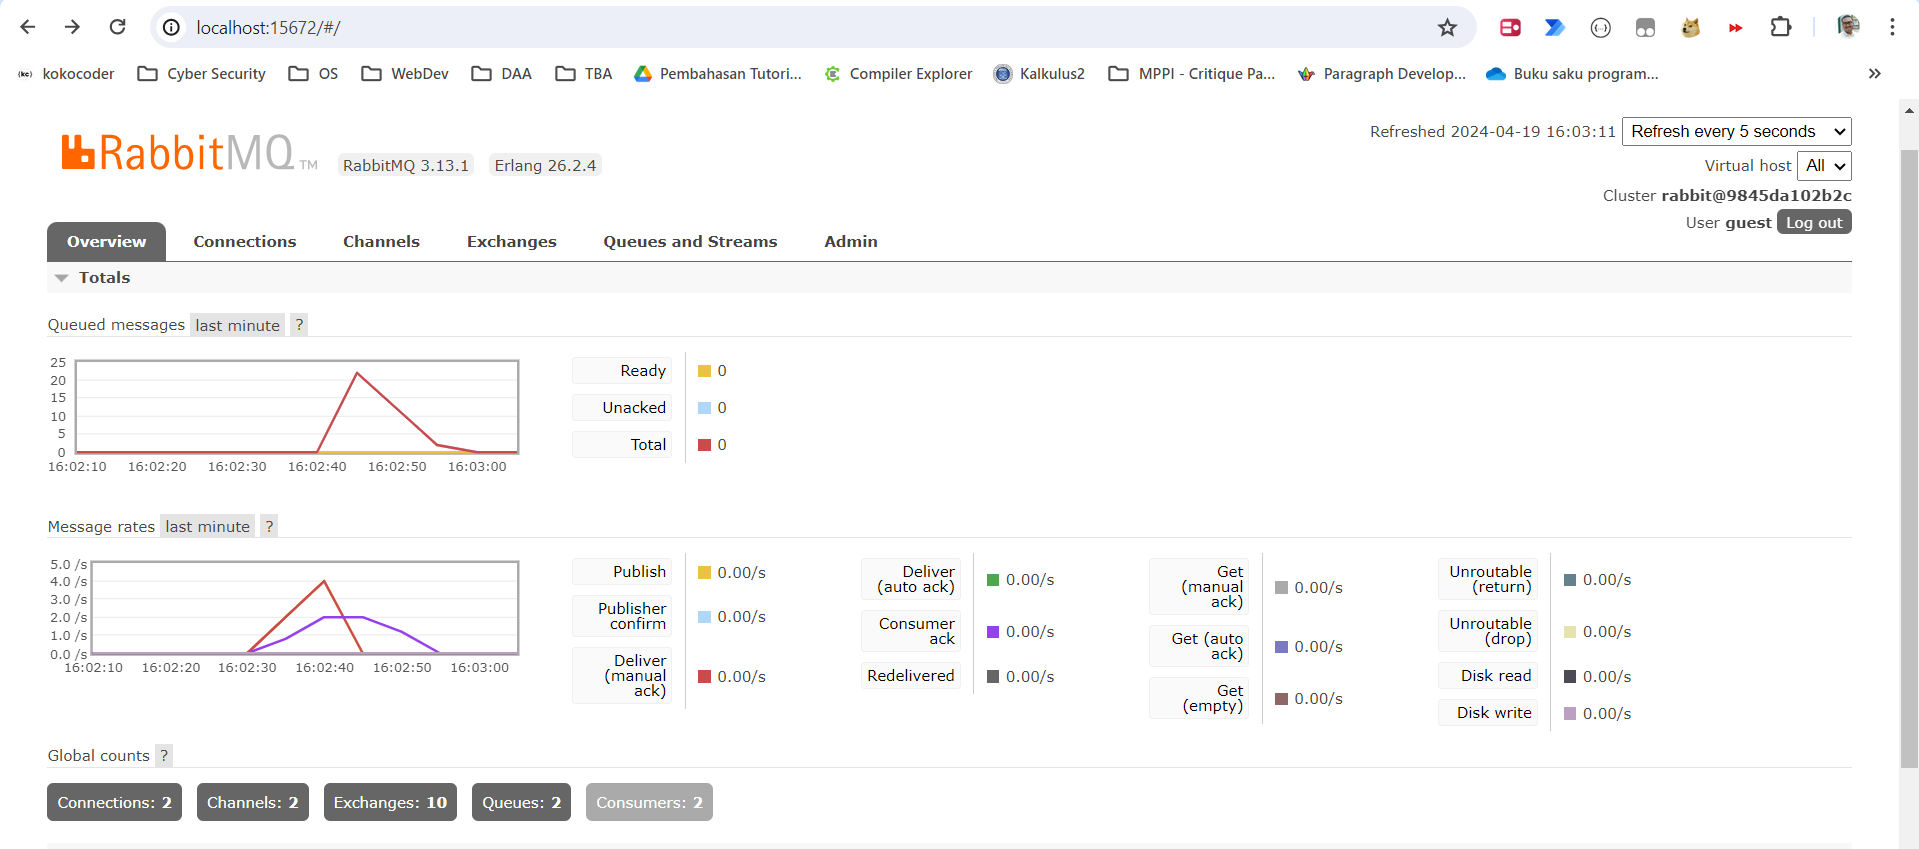 localhost:15672/#/
kokocoder Cyber Security OS WebDev DAA TBA Pembahasan Tutori... Compiler Explorer Kalkulus2 MPPI - Critique Pa... Paragraph Develop... Buku saku program... »
RabbitMQ TM RabbitMQ 3.13.1 Erlang 26.2.4
Refreshed 2024-04-19 16:03:11 Refresh every 5 seconds
Virtual host All
Cluster rabbit@9845da102b2c
User guest Log out
Overview Connections Channels Exchanges Queues and Streams Admin
Totals
Queued messages last minute ?
25
20
15
10
5
0
16:02:10 16:02:20 16:02:30 16:02:40 16:02:50 16:03:00
Ready 0
Unacked 0
Total 0
Message rates last minute ?
5.0 /s
4.0 /s
3.0 /s
2.0 /s
1.0 /s
0.0 /s
16:02:10 16:02:20 16:02:30 16:02:40 16:02:50 16:03:00
Publish 0.00/s
Publisher
confirm 0.00/s
Deliver
(manual
ack) 0.00/s
Deliver
(auto ack) 0.00/s
Consumer
ack 0.00/s
Redelivered 0.00/s
Get
(manual
ack) 0.00/s
Get (auto
ack) 0.00/s
Get
(empty) 0.00/s
Unroutable
(return) 0.00/s
Unroutable
(drop) 0.00/s
Disk read 0.00/s
Disk write 0.00/s
Global counts ?
Connections: 2 Channels: 2 Exchanges: 10 Queues: 2 Consumers: 2